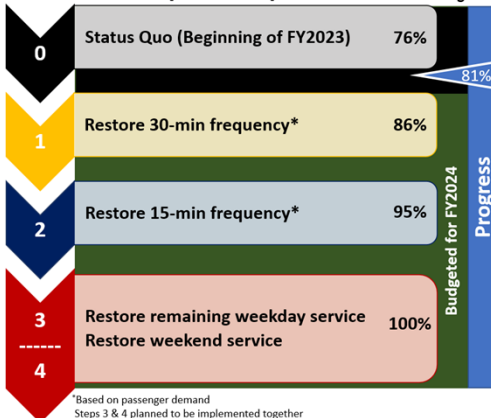 0
Status Quo (Beginning of FY2023) 76%
81%
1
Restore 30-min frequency* 86%
2
Restore 15-min frequency* 95%
3
------
4
Restore remaining weekday service
Restore weekend service
100%
Budgeted for FY2024
Progress
*Based on passenger demand
Steps 3 & 4 planned to be implemented together